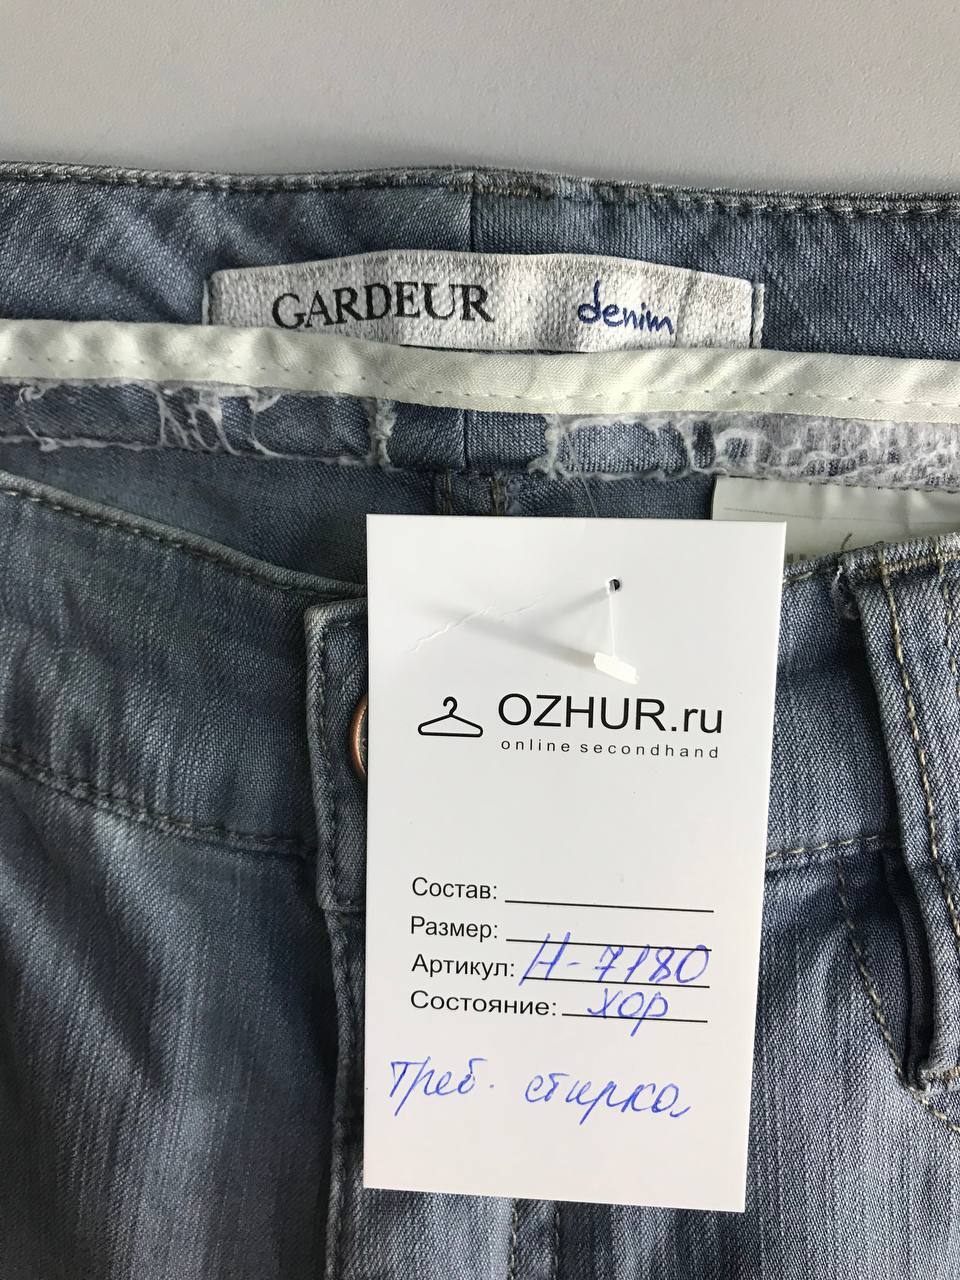 GARDEUR denim
OZHUR.ru
online secondhand
Состав:
Размер:
Артикул: Н-7180
Состояние: хор
Треб. стирка